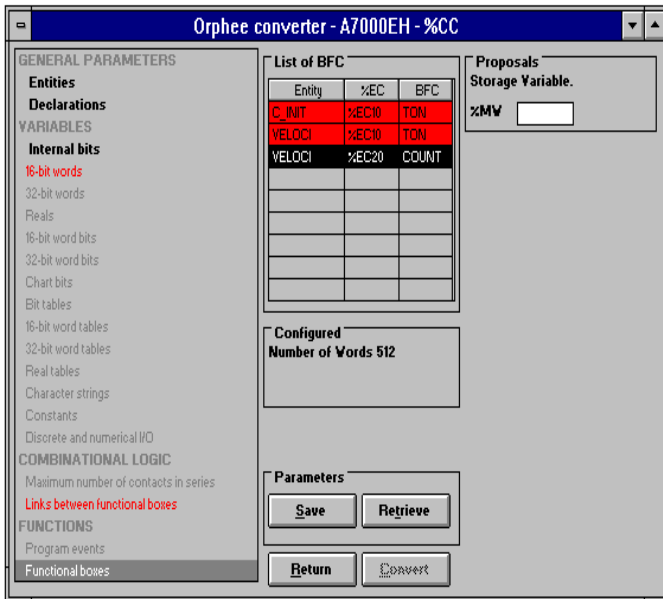 Orphee converter - A7000EH - %CC
GENERAL PARAMETERS
Entities
Declarations
VARIABLES
Internal bits
16-bit words
32-bit words
Reals
16-bit word bits
32-bit word bits
Chart bits
Bit tables
16-bit word tables
32-bit word tables
Real tables
Character strings
Constants
Discrete and numerical I/O
COMBINATIONAL LOGIC
Maximum number of contacts in series
Links between functional boxes
FUNCTIONS
Program events
Functional boxes
List of BFC
Entity %EC BFC
C_INIT %EC10 TON
VELOCI %EC10 TON
VELOCI %EC20 COUNT
Configured
Number of Words 512
Parameters
Save Retrieve
Return Convert
Proposals
Storage Variable.
%MW